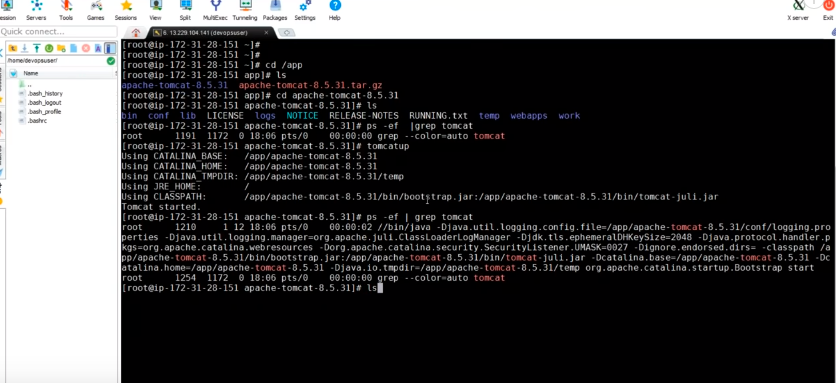 ession Servers Tools Games Sessions View Split MultiExec Tunneling Packages Settings Help X server Exit
Quick connect... 6. 13.229.104.141 (devopsuser)
/home/devopsuser/
Name
..
.bash_history
.bash_logout
.bash_profile
.bashrc
[root@ip-172-31-28-151 ~]#
[root@ip-172-31-28-151 ~]#
[root@ip-172-31-28-151 ~]# cd /app
[root@ip-172-31-28-151 app]# ls
apache-tomcat-8.5.31 apache-tomcat-8.5.31.tar.gz
[root@ip-172-31-28-151 app]# cd apache-tomcat-8.5.31
[root@ip-172-31-28-151 apache-tomcat-8.5.31]# ls
bin conf lib LICENSE logs NOTICE RELEASE-NOTES RUNNING.txt temp webapps work
[root@ip-172-31-28-151 apache-tomcat-8.5.31]# ps -ef |grep tomcat
root 1191 1172 0 18:06 pts/0 00:00:00 grep --color=auto tomcat
[root@ip-172-31-28-151 apache-tomcat-8.5.31]# tomcatup
Using CATALINA_BASE: /app/apache-tomcat-8.5.31
Using CATALINA_HOME: /app/apache-tomcat-8.5.31
Using CATALINA_TMPDIR: /app/apache-tomcat-8.5.31/temp
Using JRE_HOME: /
Using CLASSPATH: /app/apache-tomcat-8.5.31/bin/bootstrap.jar:/app/apache-tomcat-8.5.31/bin/tomcat-juli.jar
Tomcat started.
[root@ip-172-31-28-151 apache-tomcat-8.5.31]# ps -ef | grep tomcat
root 1210 1 12 18:06 pts/0 00:00:02 //bin/java -Djava.util.logging.config.file=/app/apache-tomcat-8.5.31/conf/logging.pro
perties -Djava.util.logging.manager=org.apache.juli.ClassLoaderLogManager -Djdk.tls.ephemeralDHKeySize=2048 -Djava.protocol.handler.p
kgs=org.apache.catalina.webresources -Dorg.apache.catalina.security.SecurityListener.UMASK=0027 -Dignore.endorsed.dirs= -classpath /a
pp/apache-tomcat-8.5.31/bin/bootstrap.jar:/app/apache-tomcat-8.5.31/bin/tomcat-juli.jar -Dcatalina.base=/app/apache-tomcat-8.5.31 -Dc
atalina.home=/app/apache-tomcat-8.5.31 -Djava.io.tmpdir=/app/apache-tomcat-8.5.31/temp org.apache.catalina.startup.Bootstrap start
root 1254 1172 0 18:06 pts/0 00:00:00 grep --color=auto tomcat
[root@ip-172-31-28-151 apache-tomcat-8.5.31]# ls